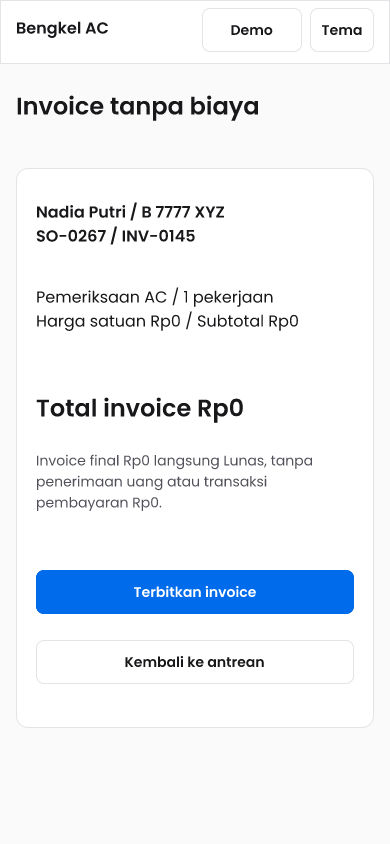 Bengkel AC
Demo
Tema
Invoice tanpa biaya
Nadia Putri / B 7777 XYZ
SO-0267 / INV-0145
Pemeriksaan AC / 1 pekerjaan
Harga satuan Rp0 / Subtotal Rp0
Total invoice Rp0
Invoice final Rp0 langsung Lunas, tanpa
penerimaan uang atau transaksi
pembayaran Rp0.
Terbitkan invoice
Kembali ke antrean